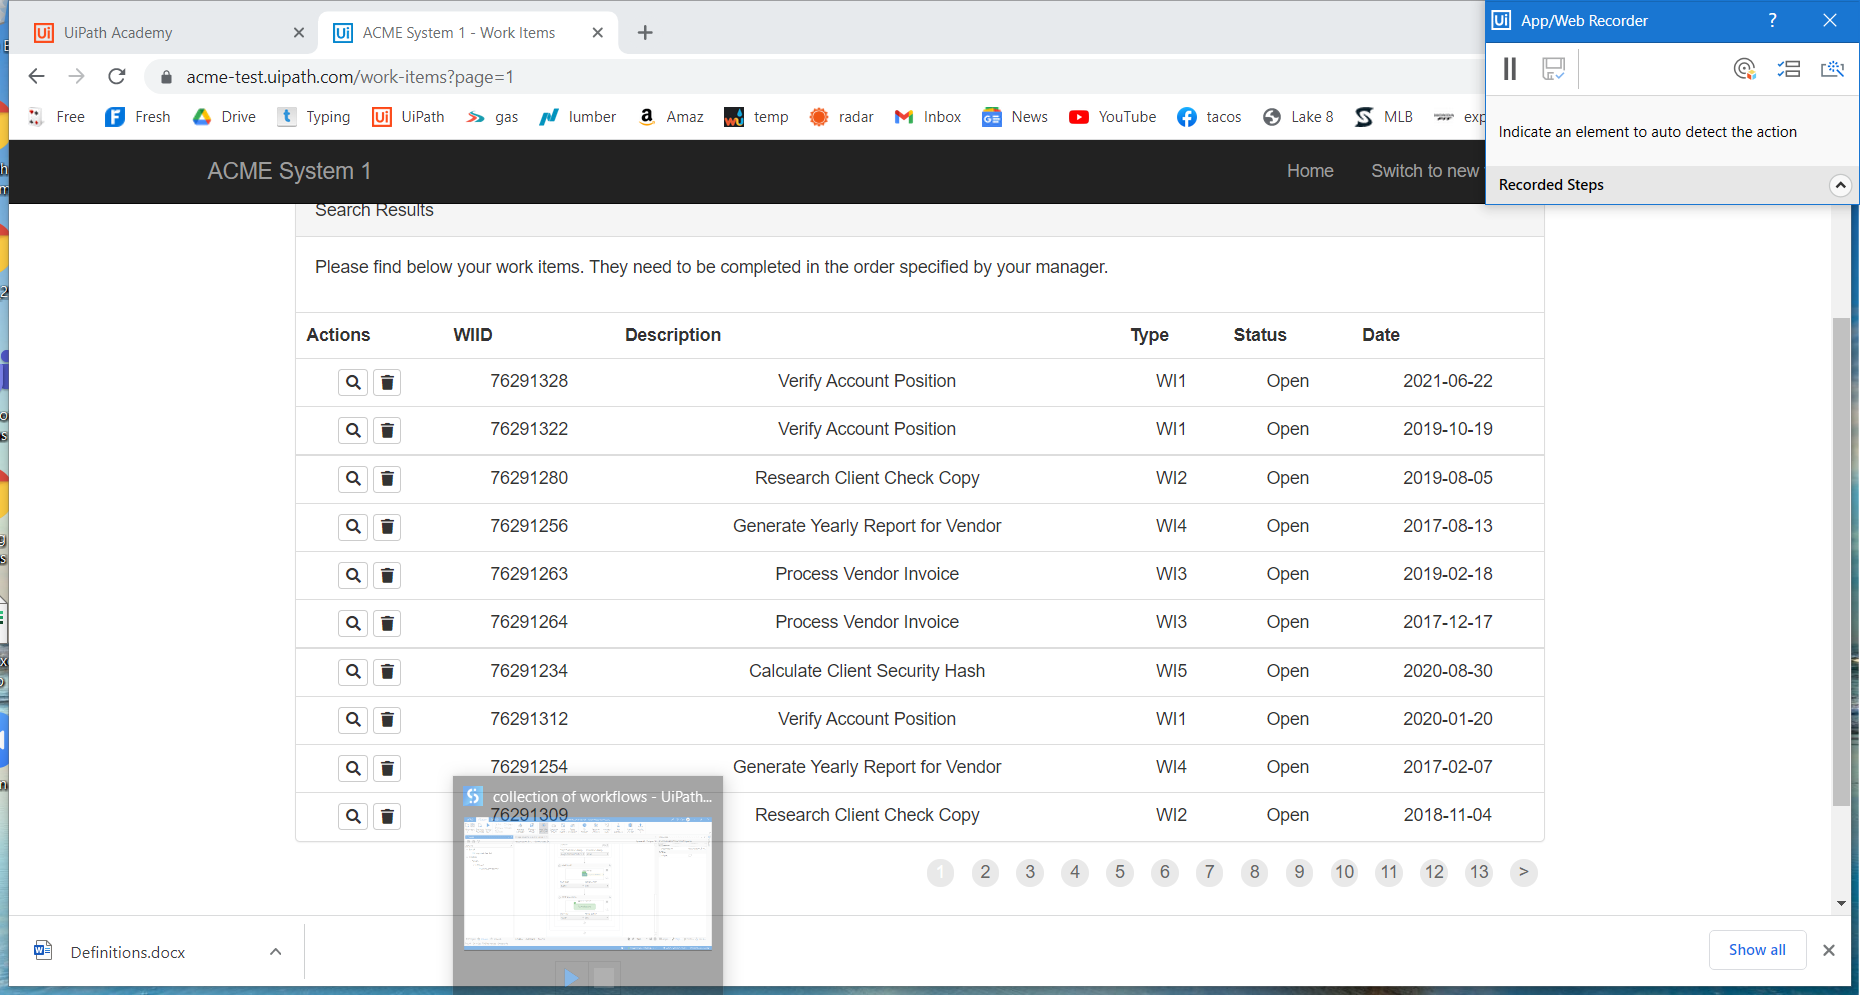 UiPath Academy
ACME System 1 - Work Items
App/Web Recorder
?
acme-test.uipath.com/work-items?page=1
Free Fresh Drive Typing UiPath gas lumber Amaz temp radar Inbox News YouTube tacos Lake 8 MLB exp
Indicate an element to auto detect the action
Recorded Steps
ACME System 1 Home Switch to new
Search Results
Please find below your work items. They need to be completed in the order specified by your manager.
Actions WIID Description Type Status Date
76291328 Verify Account Position WI1 Open 2021-06-22
76291322 Verify Account Position WI1 Open 2019-10-19
76291280 Research Client Check Copy WI2 Open 2019-08-05
76291256 Generate Yearly Report for Vendor WI4 Open 2017-08-13
76291263 Process Vendor Invoice WI3 Open 2019-02-18
76291264 Process Vendor Invoice WI3 Open 2017-12-17
76291234 Calculate Client Security Hash WI5 Open 2020-08-30
76291312 Verify Account Position WI1 Open 2020-01-20
76291254 Generate Yearly Report for Vendor WI4 Open 2017-02-07
collection of workflows - UiPath...
76291309 Research Client Check Copy WI2 Open 2018-11-04
1 2 3 4 5 6 7 8 9 10 11 12 13 >
Definitions.docx
Show all